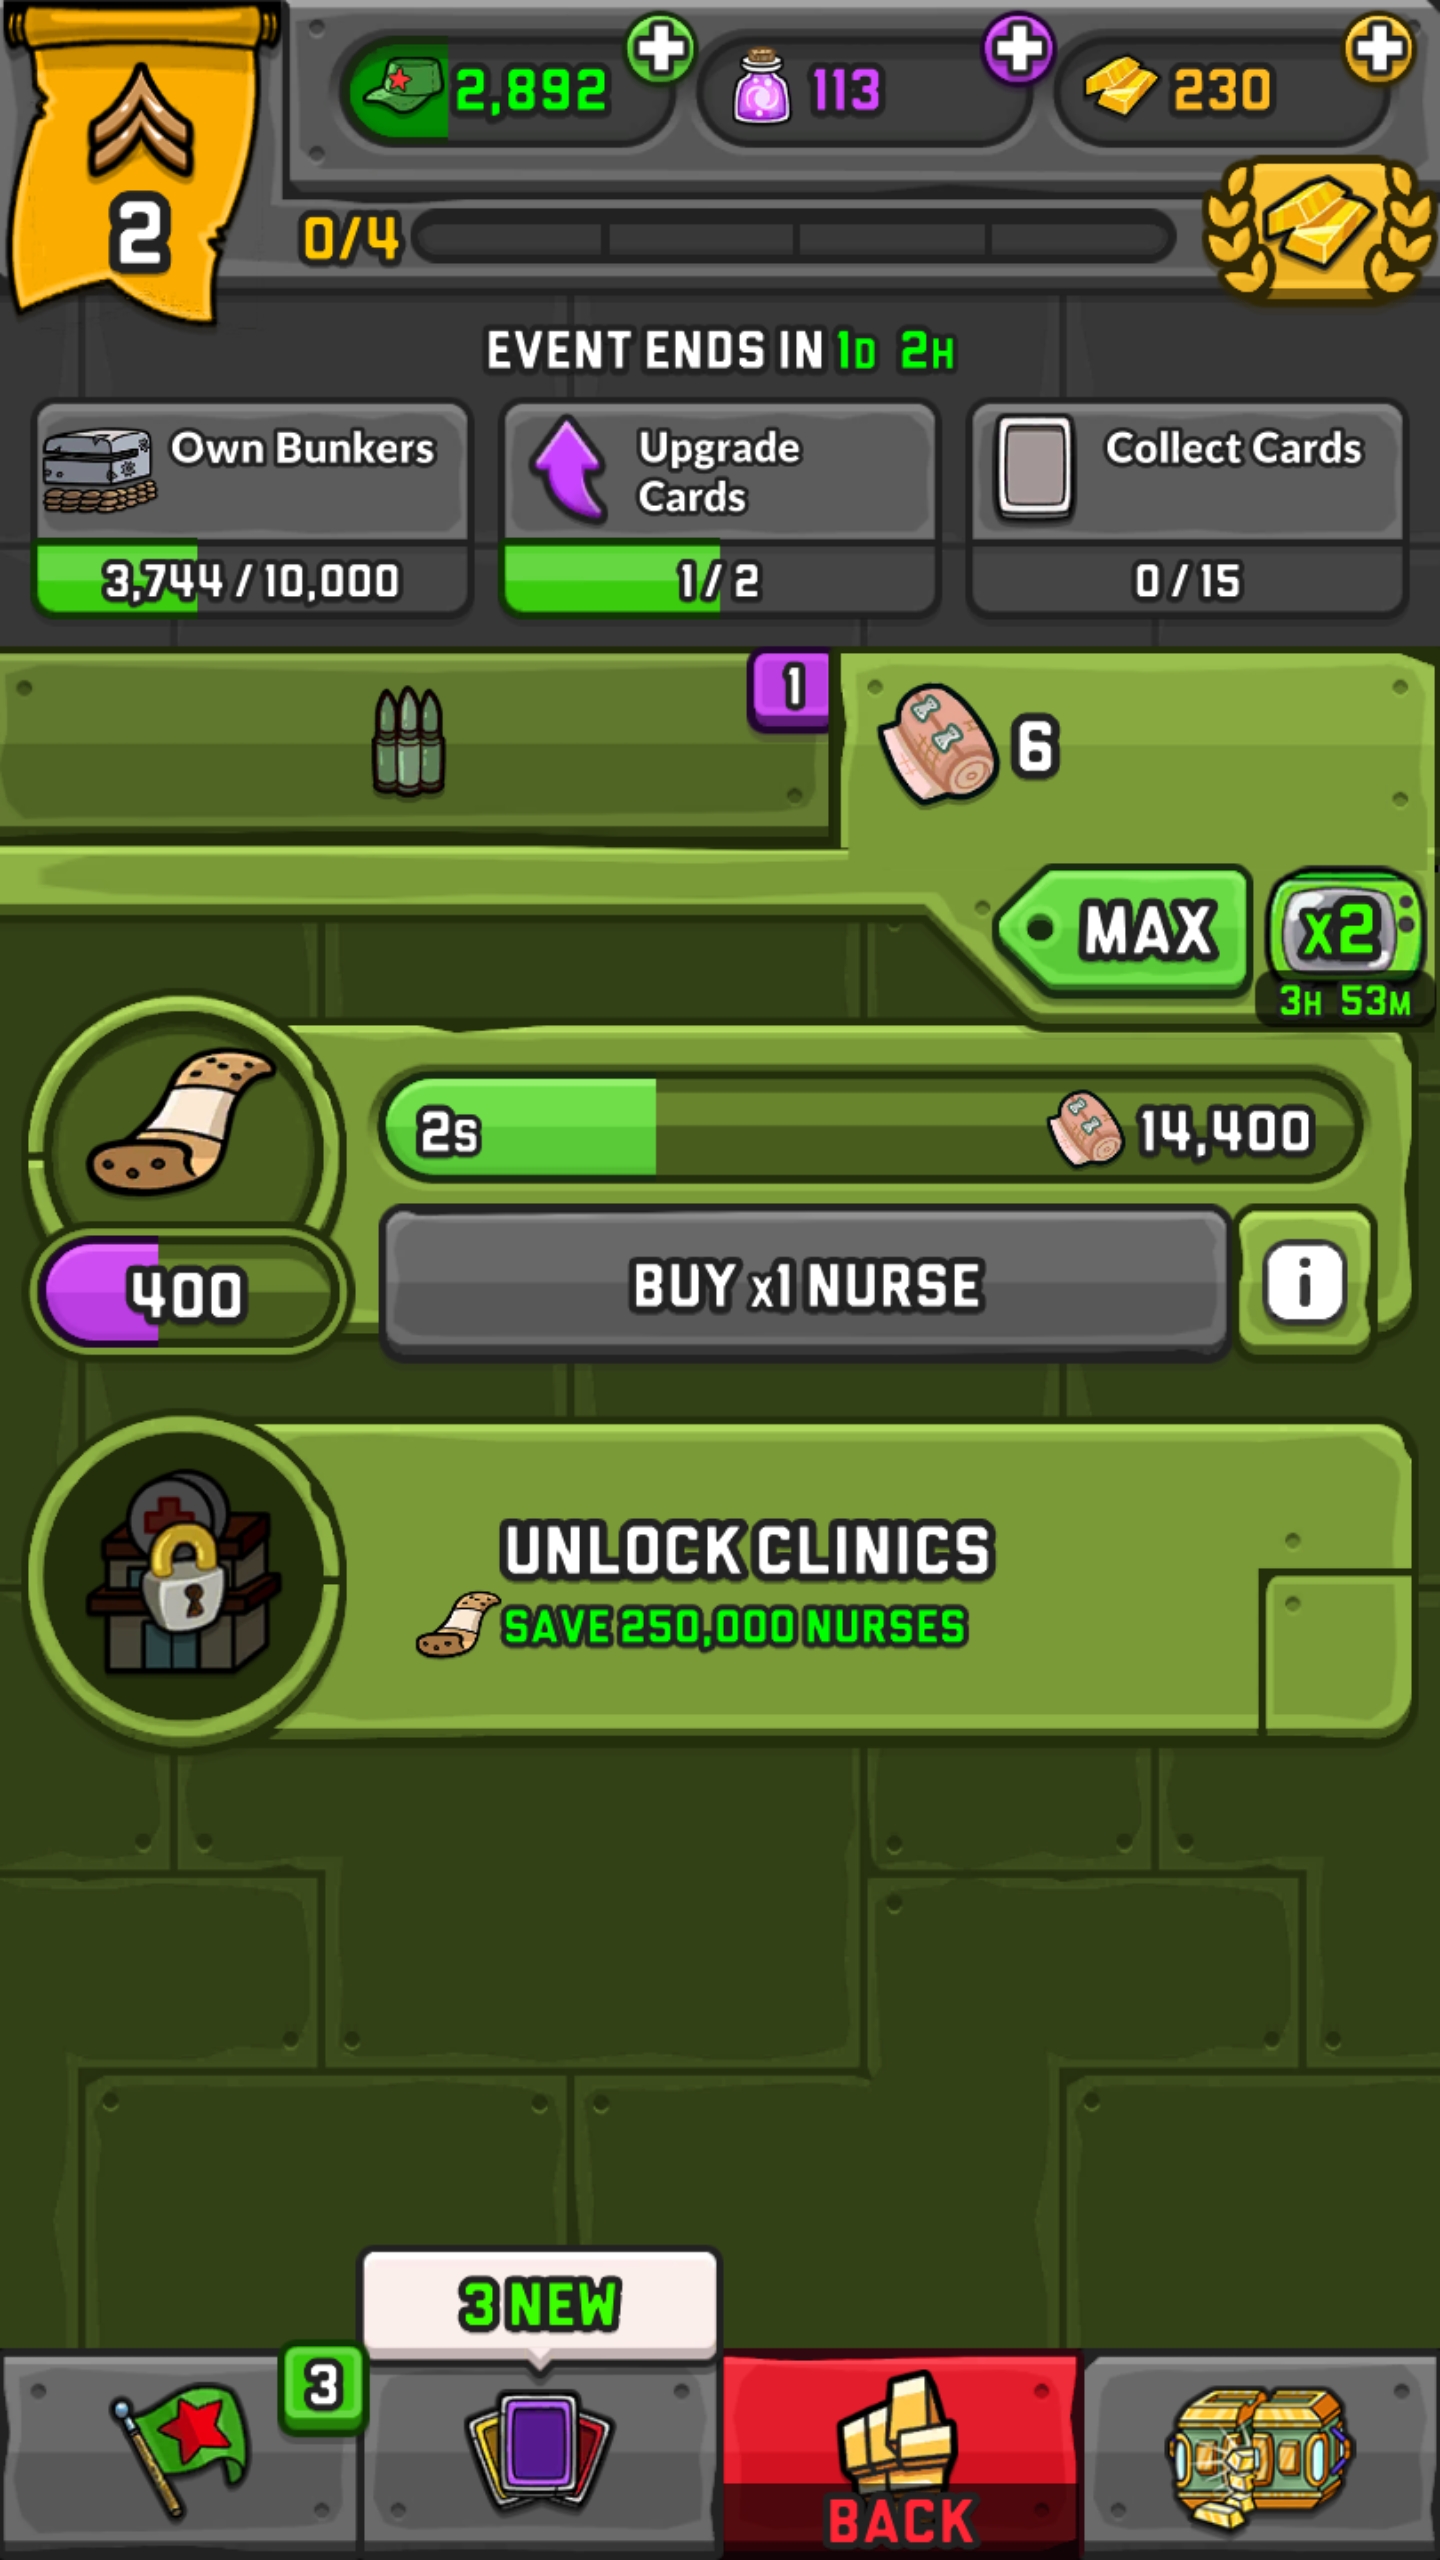 2,892
113
230
2
0/4
EVENT ENDS IN 1D 2H
Own Bunkers
3,744 / 10,000
Upgrade
Cards
1 / 2
Collect Cards
0 / 15
1
6
MAX
x2
3H 53M
2s
14,400
400
BUY x1 NURSE
i
UNLOCK CLINICS
SAVE 250,000 NURSES
3 NEW
3
BACK